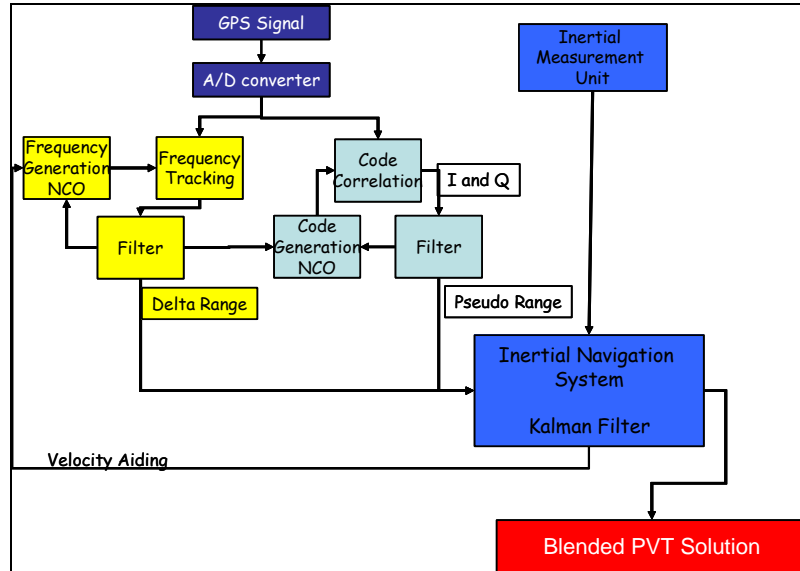 GPS Signal
A/D converter
Inertial
Measurement
Unit
Frequency
Generation
NCO
Frequency
Tracking
Code
Correlation
I and Q
Filter
Code
Generation
NCO
Filter
Delta Range
Pseudo Range
Inertial Navigation
System
Kalman Filter
Velocity Aiding
Blended PVT Solution